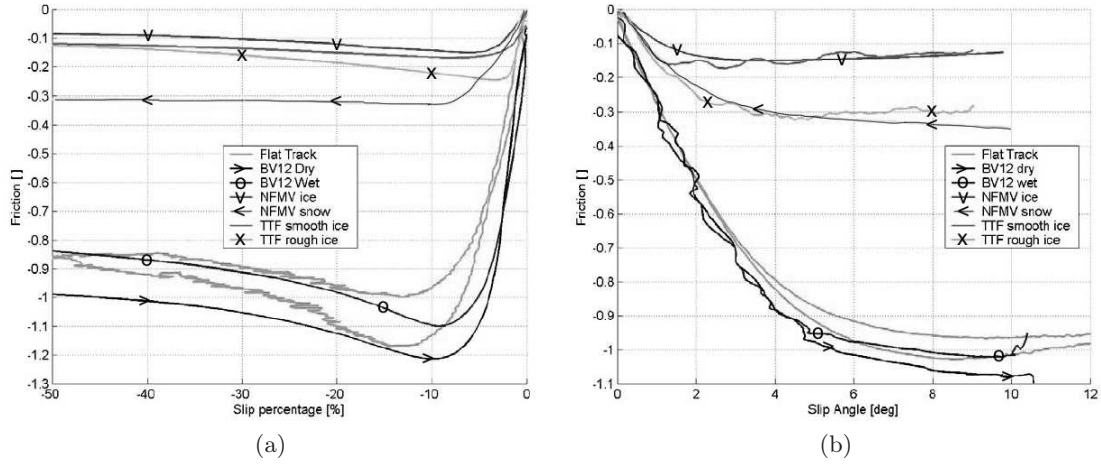 0
-0.1
-0.2
-0.3
-0.4
-0.5
-0.6
-0.7
-0.8
-0.9
-1
-1.1
-1.2
-1.3
Friction []
-50
-40
-30
-20
-10
0
Slip percentage [%]
Flat Track
BV12 Dry
BV12 Wet
NFMV ice
NFMV snow
TTF smooth ice
TTF rough ice
V
V
X
X
O
O
(a)
0
-0.1
-0.2
-0.3
-0.4
-0.5
-0.6
-0.7
-0.8
-0.9
-1
-1.1
Friction []
0
2
4
6
8
10
12
Slip Angle [deg]
Flat Track
BV12 dry
BV12 wet
NFMV ice
NFMV snow
TTF smooth ice
TTF rough ice
V
V
X
X
O
O
(b)